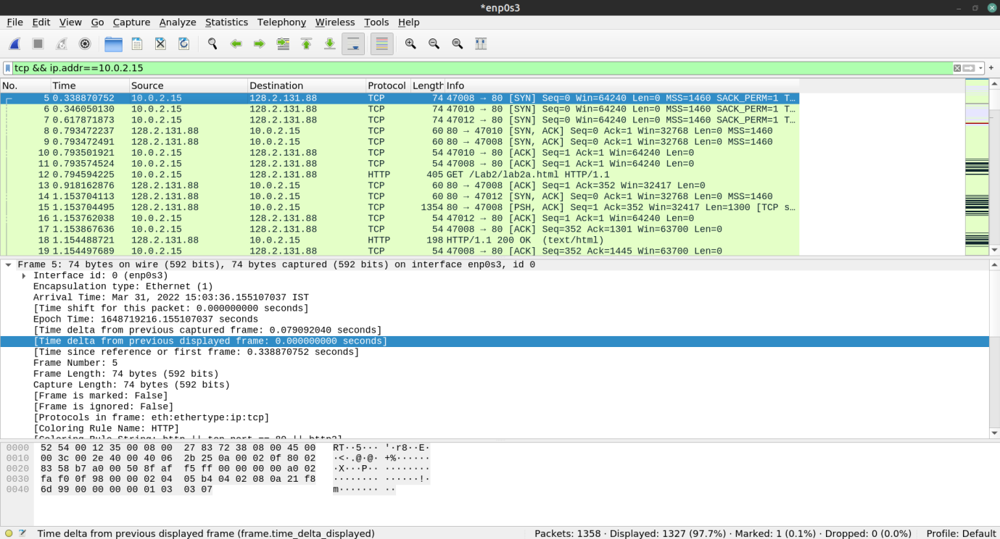 *enp0s3
File Edit View Go Capture Analyze Statistics Telephony Wireless Tools Help
tcp && ip.addr==10.0.2.15
No. Time Source Destination Protocol Length Info
5 0.338870752 10.0.2.15 128.2.131.88 TCP 74 47008 → 80 [SYN] Seq=0 Win=64240 Len=0 MSS=1460 SACK_PERM=1 T…
6 0.346050130 10.0.2.15 128.2.131.88 TCP 74 47010 → 80 [SYN] Seq=0 Win=64240 Len=0 MSS=1460 SACK_PERM=1 T…
7 0.617871873 10.0.2.15 128.2.131.88 TCP 74 47012 → 80 [SYN] Seq=0 Win=64240 Len=0 MSS=1460 SACK_PERM=1 T…
8 0.793472237 128.2.131.88 10.0.2.15 TCP 60 80 → 47010 [SYN, ACK] Seq=0 Ack=1 Win=32768 Len=0 MSS=1460
9 0.793472491 128.2.131.88 10.0.2.15 TCP 60 80 → 47008 [SYN, ACK] Seq=0 Ack=1 Win=32768 Len=0 MSS=1460
10 0.793501921 10.0.2.15 128.2.131.88 TCP 54 47010 → 80 [ACK] Seq=1 Ack=1 Win=64240 Len=0
11 0.793574524 10.0.2.15 128.2.131.88 TCP 54 47008 → 80 [ACK] Seq=1 Ack=1 Win=64240 Len=0
12 0.794594225 10.0.2.15 128.2.131.88 HTTP 405 GET /Lab2/lab2a.html HTTP/1.1
13 0.918162876 128.2.131.88 10.0.2.15 TCP 60 80 → 47008 [ACK] Seq=1 Ack=352 Win=32417 Len=0
14 1.153704113 128.2.131.88 10.0.2.15 TCP 60 80 → 47012 [SYN, ACK] Seq=0 Ack=1 Win=32768 Len=0 MSS=1460
15 1.153704495 128.2.131.88 10.0.2.15 TCP 1354 80 → 47008 [PSH, ACK] Seq=1 Ack=352 Win=32417 Len=1300 [TCP s…
16 1.153762038 10.0.2.15 128.2.131.88 TCP 54 47012 → 80 [ACK] Seq=1 Ack=1 Win=64240 Len=0
17 1.153867636 10.0.2.15 128.2.131.88 TCP 54 47008 → 80 [ACK] Seq=352 Ack=1301 Win=63700 Len=0
18 1.154488721 128.2.131.88 10.0.2.15 HTTP 198 HTTP/1.1 200 OK (text/html)
19 1.154497689 10.0.2.15 128.2.131.88 TCP 54 47008 → 80 [ACK] Seq=352 Ack=1445 Win=63700 Len=0
Frame 5: 74 bytes on wire (592 bits), 74 bytes captured (592 bits) on interface enp0s3, id 0
Interface id: 0 (enp0s3)
Encapsulation type: Ethernet (1)
Arrival Time: Mar 31, 2022 15:03:36.155107037 IST
[Time shift for this packet: 0.000000000 seconds]
Epoch Time: 1648719216.155107037 seconds
[Time delta from previous captured frame: 0.079092040 seconds]
[Time delta from previous displayed frame: 0.000000000 seconds]
[Time since reference or first frame: 0.338870752 seconds]
Frame Number: 5
Frame Length: 74 bytes (592 bits)
Capture Length: 74 bytes (592 bits)
[Frame is marked: False]
[Frame is ignored: False]
[Protocols in frame: eth:ethertype:ip:tcp]
[Coloring Rule Name: HTTP]
[Coloring Rule String: http || tcp.port == 80 || http2]
0000 52 54 00 12 35 00 08 00 27 83 72 38 08 00 45 00 RT··5··· '·r8··E·
0010 00 3c 00 2e 40 00 40 06 2b 25 0a 00 02 0f 80 02 ·<·.@·@· +%······
0020 83 58 b7 a0 00 50 8f af f5 ff 00 00 00 00 a0 02 ·X···P·· ········
0030 fa f0 0f 98 00 00 02 04 05 b4 04 02 08 0a 21 f8 ········ ······!·
0040 6d 99 00 00 00 00 01 03 03 07 m······· ··
Time delta from previous displayed frame (frame.time_delta_displayed) Packets: 1358 · Displayed: 1327 (97.7%) · Marked: 1 (0.1%) · Dropped: 0 (0.0%) Profile: Default